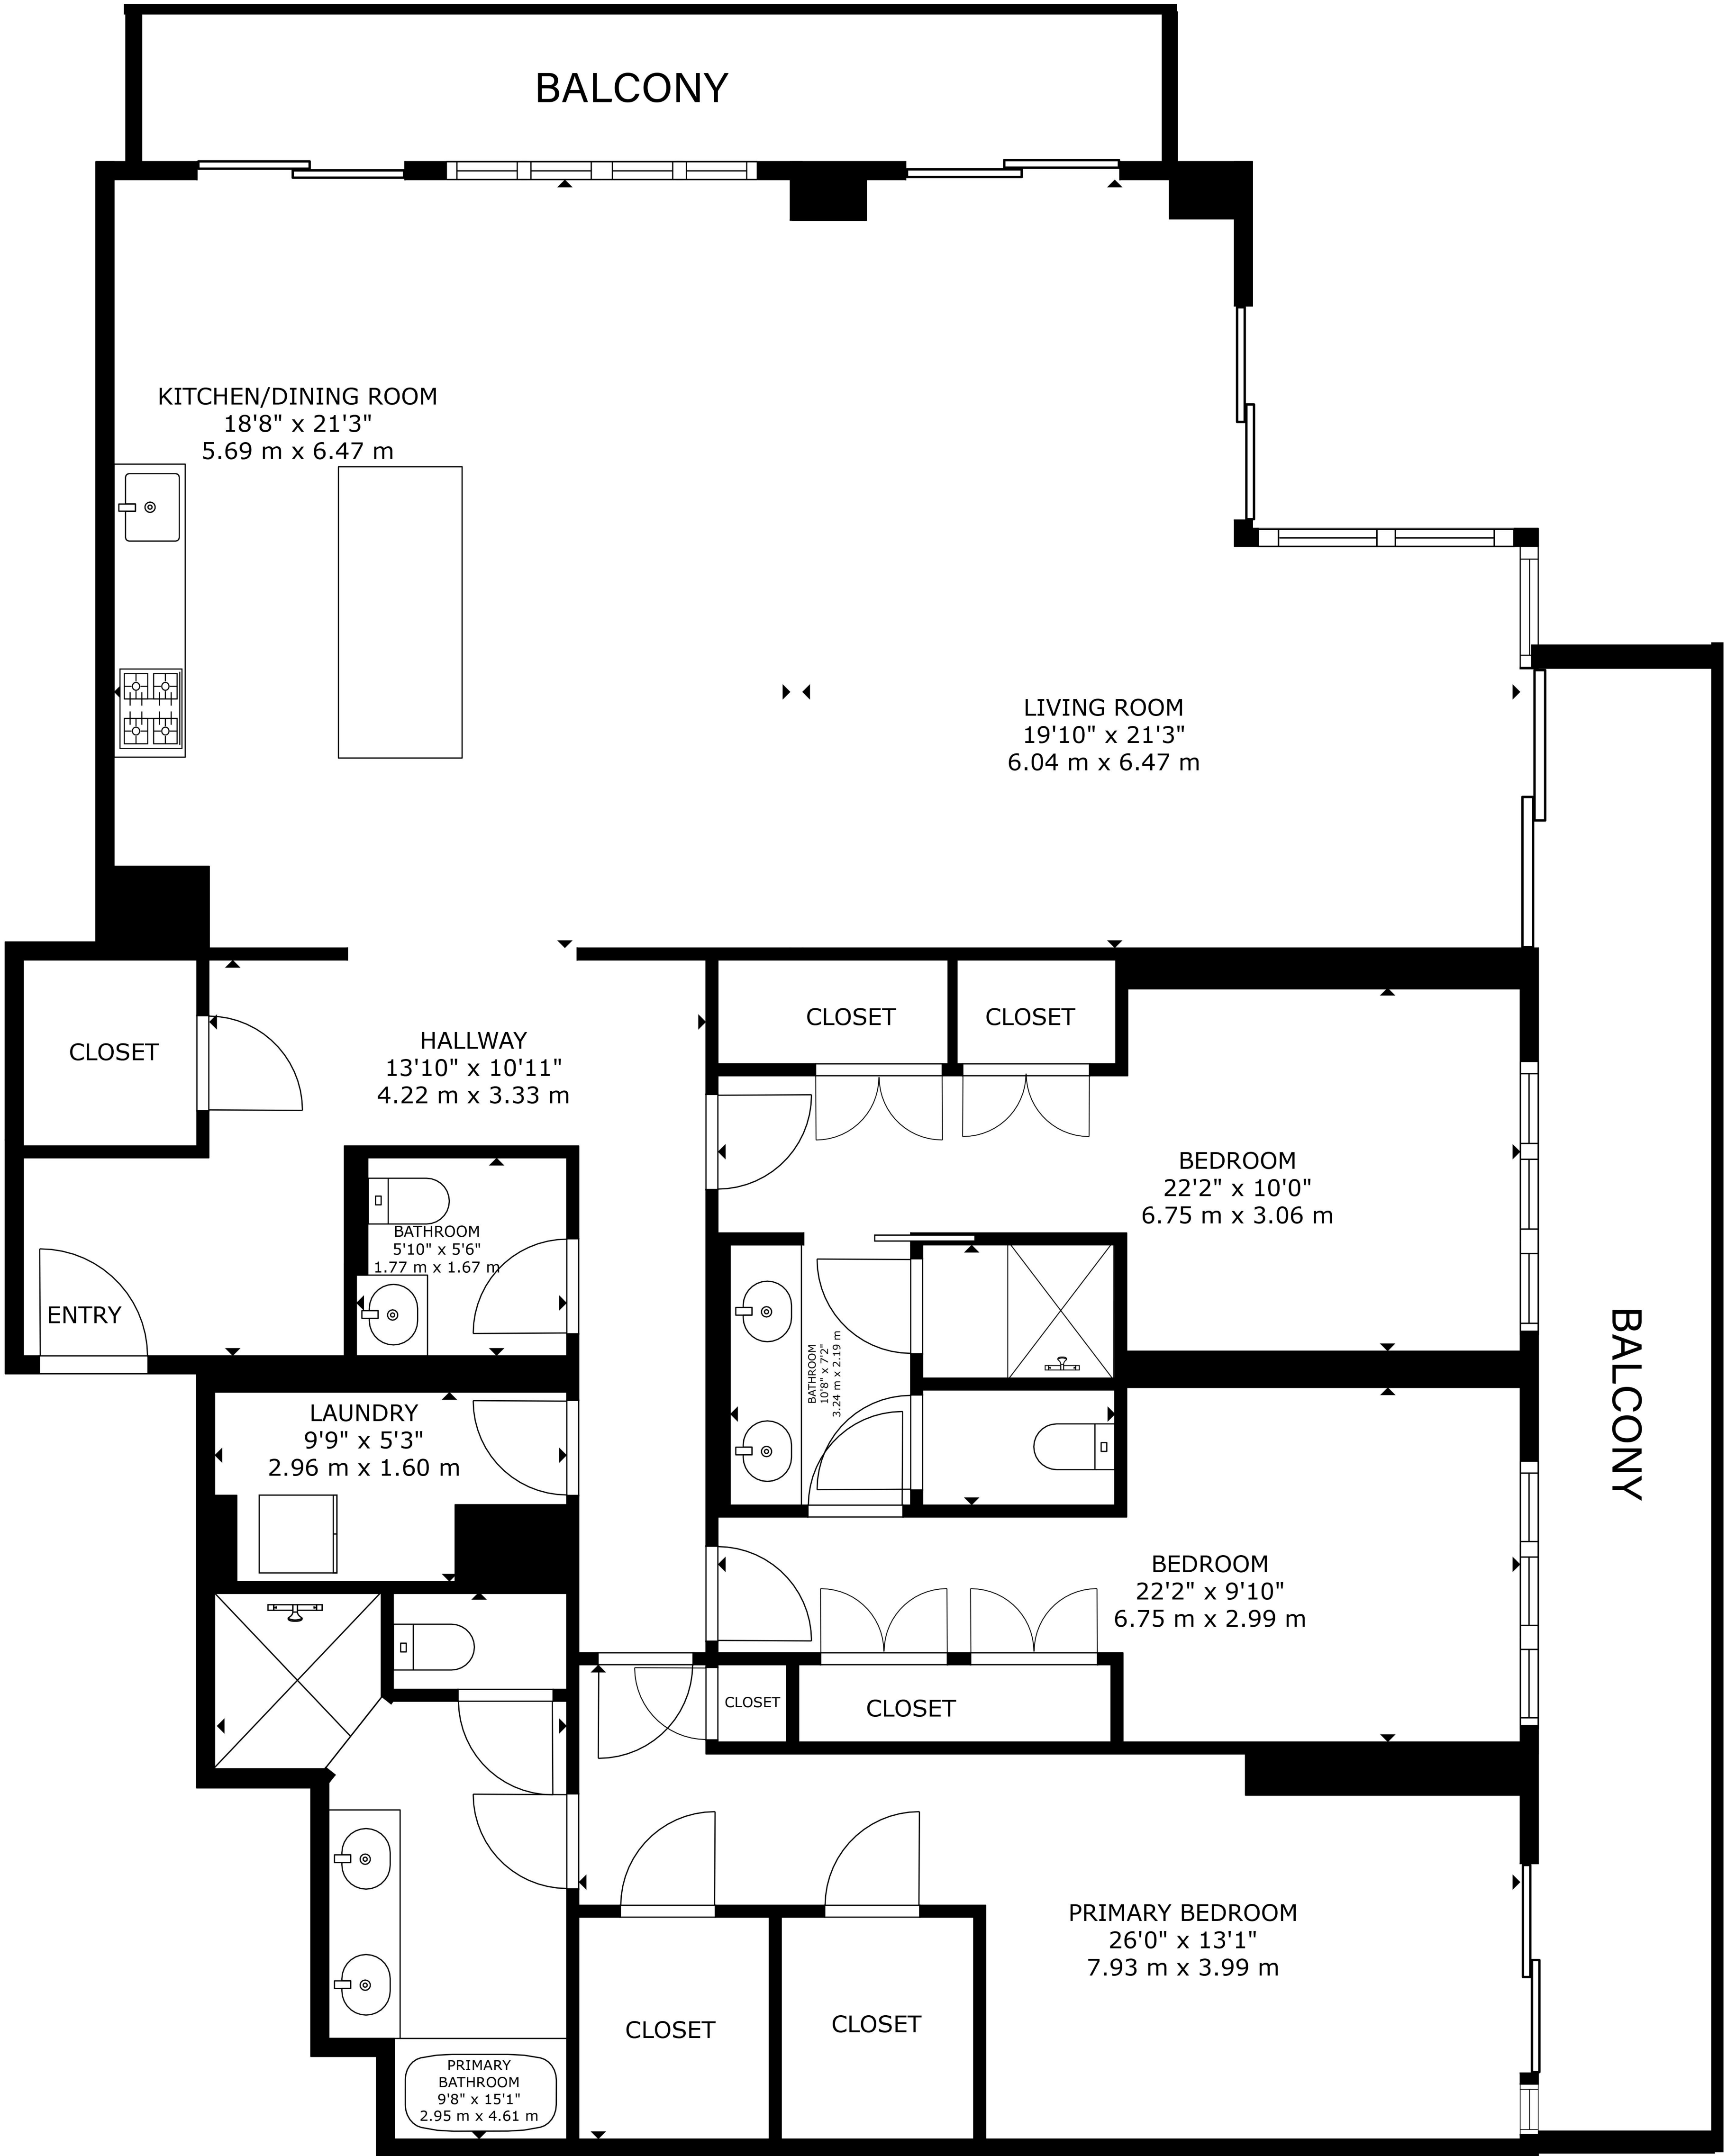 BALCONY
KITCHEN/DINING ROOM
18'8" x 21'3"
5.69 m x 6.47 m
LIVING ROOM
19'10" x 21'3"
6.04 m x 6.47 m
CLOSET
HALLWAY
13'10" x 10'11"
4.22 m x 3.33 m
CLOSET
CLOSET
BEDROOM
22'2" x 10'0"
6.75 m x 3.06 m
BATHROOM
5'10" x 5'6"
1.77 m x 1.67 m
ENTRY
BATHROOM
10'8" x 7'2"
3.24 m x 2.19 m
BALCONY
LAUNDRY
9'9" x 5'3"
2.96 m x 1.60 m
BEDROOM
22'2" x 9'10"
6.75 m x 2.99 m
CLOSET
CLOSET
PRIMARY BEDROOM
26'0" x 13'1"
7.93 m x 3.99 m
CLOSET
CLOSET
PRIMARY
BATHROOM
9'8" x 15'1"
2.95 m x 4.61 m